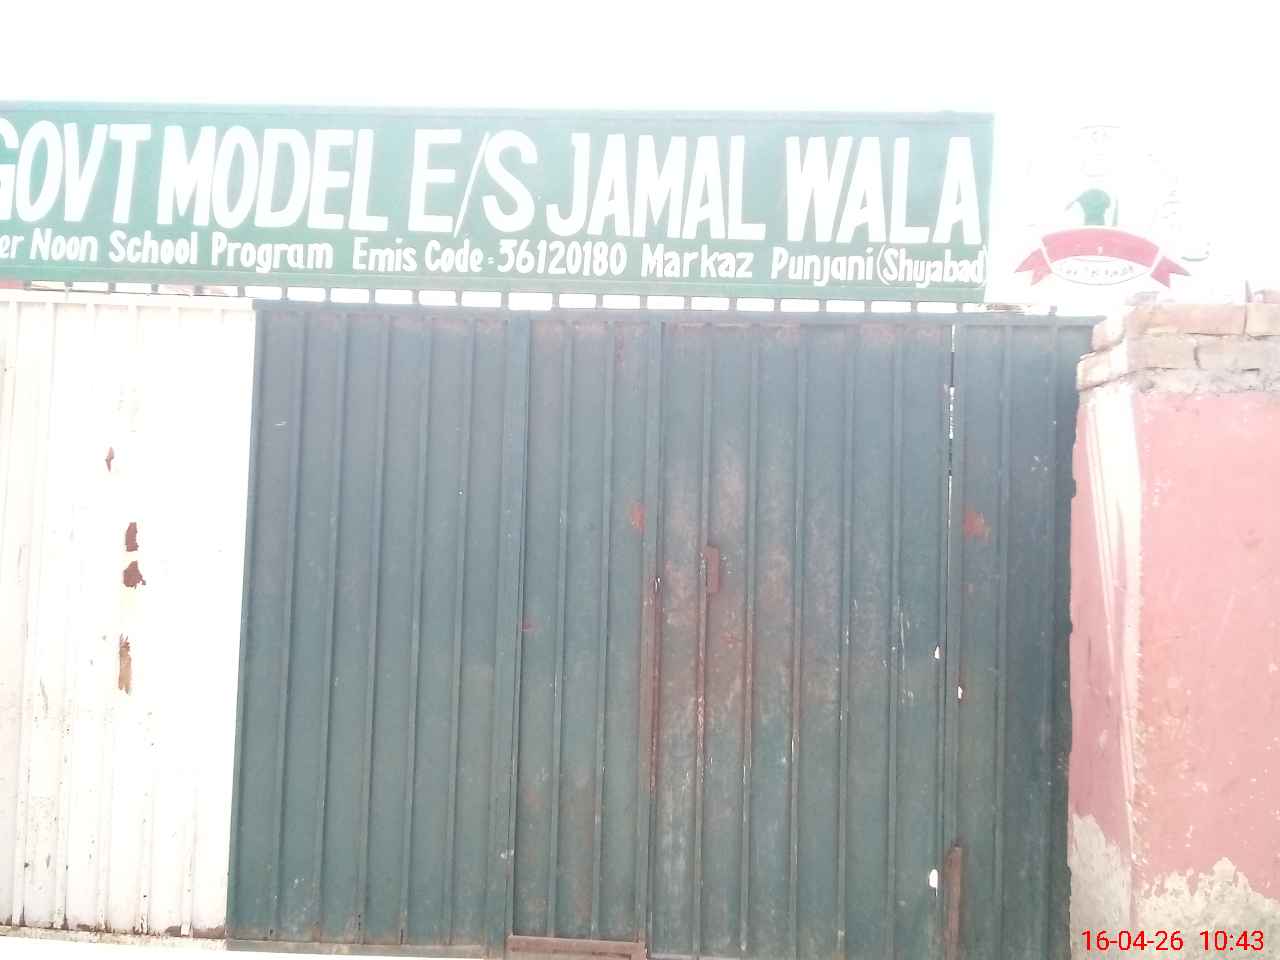 GOVT MODEL E/S JAMAL WALA
er Noon School Program Emis Code = 36120180 Markaz Punjani (Shujabad)
16-04-26 10:43